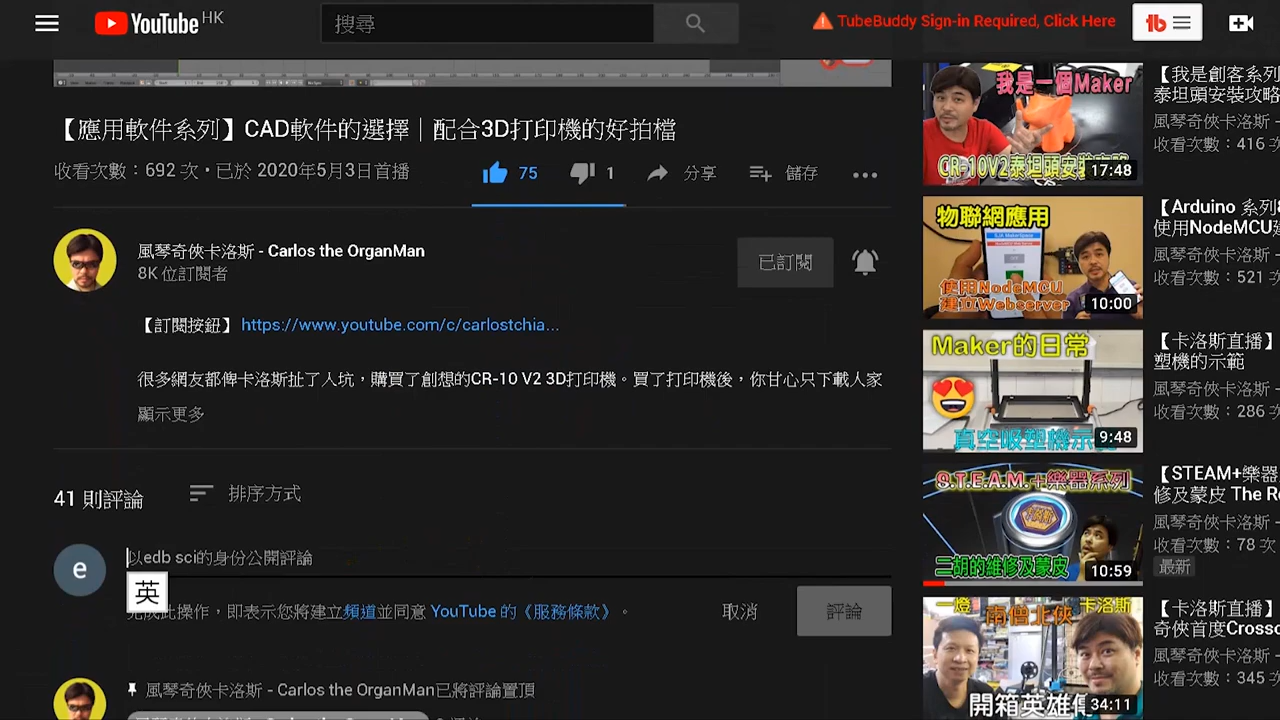 YouTube HK
搜尋
TubeBuddy Sign-in Required, Click Here
【應用軟件系列】CAD軟件的選擇｜配合3D打印機的好拍檔
收看次數：692 次 • 已於 2020年5月3日首播
75
1
分享
儲存
風琴奇俠卡洛斯 - Carlos the OrganMan
8K 位訂閱者
已訂閱
【訂閱按鈕】 https://www.youtube.com/c/carlostchia...
很多網友都俾卡洛斯扯了人坑，購買了創想的CR-10 V2 3D打印機。買了打印機後，你甘心只下載人家
顯示更多
41 則評論
排序方式
e
以edb sci的身份公開評論
英
此操作，即表示您將建立頻道並同意 YouTube 的《服務條款》。
取消
評論
風琴奇俠卡洛斯 - Carlos the OrganMan已將評論置頂
我是一個Maker
CR-10V2泰坦頭安裝
17:48
【我是創客系列
泰坦頭安裝攻略
風琴奇俠卡洛斯 -
收看次數：416 次
物聯網應用
使用NodeMCU
建立Webserver
10:00
【Arduino 系列
使用NodeMCU建
風琴奇俠卡洛斯 -
收看次數：521 次
Maker的日常
真空吸塑機示
9:48
【卡洛斯直播】
塑機的示範
風琴奇俠卡洛斯 -
收看次數：286 次
S.T.E.A.M.+樂器系列
二胡的維修及蒙皮
10:59
【STEAM+樂器
修及蒙皮 The Re
風琴奇俠卡洛斯 -
收看次數：78 次
最新
一燈
南僧北俠
卡洛斯
開箱英雄傳
34:11
【卡洛斯直播】
奇俠首度Crosso
風琴奇俠卡洛斯 -
收看次數：345 次